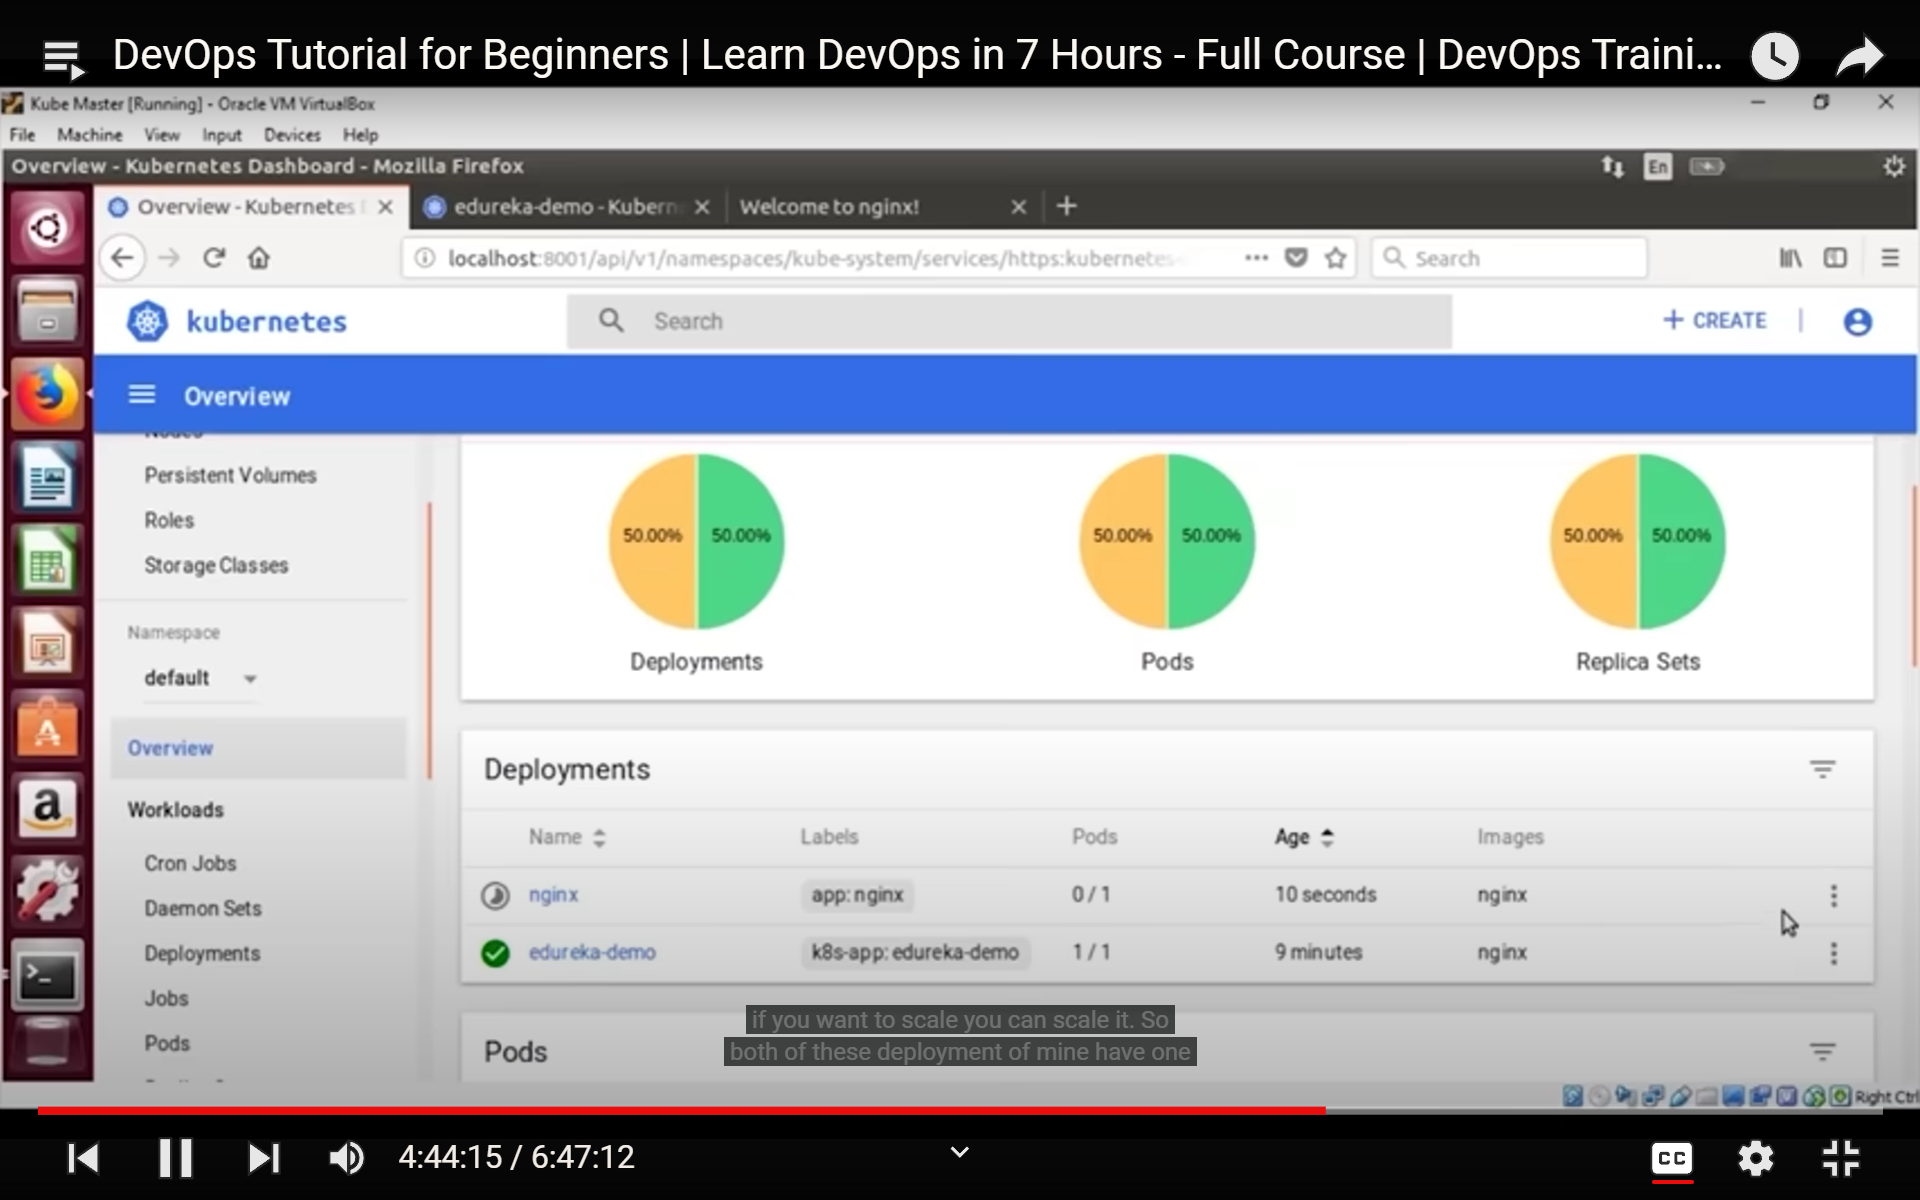 DevOps Tutorial for Beginners | Learn DevOps in 7 Hours - Full Course | DevOps Traini...
Kube Master [Running] - Oracle VM VirtualBox
File Machine View Input Devices Help
Overview - Kubernetes Dashboard - Mozilla Firefox
En
Overview - Kubernetes
edureka-demo - Kubern
Welcome to nginx!
localhost:8001/api/v1/namespaces/kube-system/services/https:kubernetes-
Search
kubernetes
Search
+ CREATE
Overview
Nodes
Persistent Volumes
Roles
Storage Classes
Namespace
default
Overview
Workloads
Cron Jobs
Daemon Sets
Deployments
Jobs
Pods
50.00% 50.00%
Deployments
50.00% 50.00%
Pods
50.00% 50.00%
Replica Sets
Deployments
Name Labels Pods Age Images
nginx app: nginx 0 / 1 10 seconds nginx
edureka-demo k8s-app: edureka-demo 1 / 1 9 minutes nginx
Pods
if you want to scale you can scale it. So
both of these deployment of mine have one
Right Ctrl
4:44:15 / 6:47:12
CC